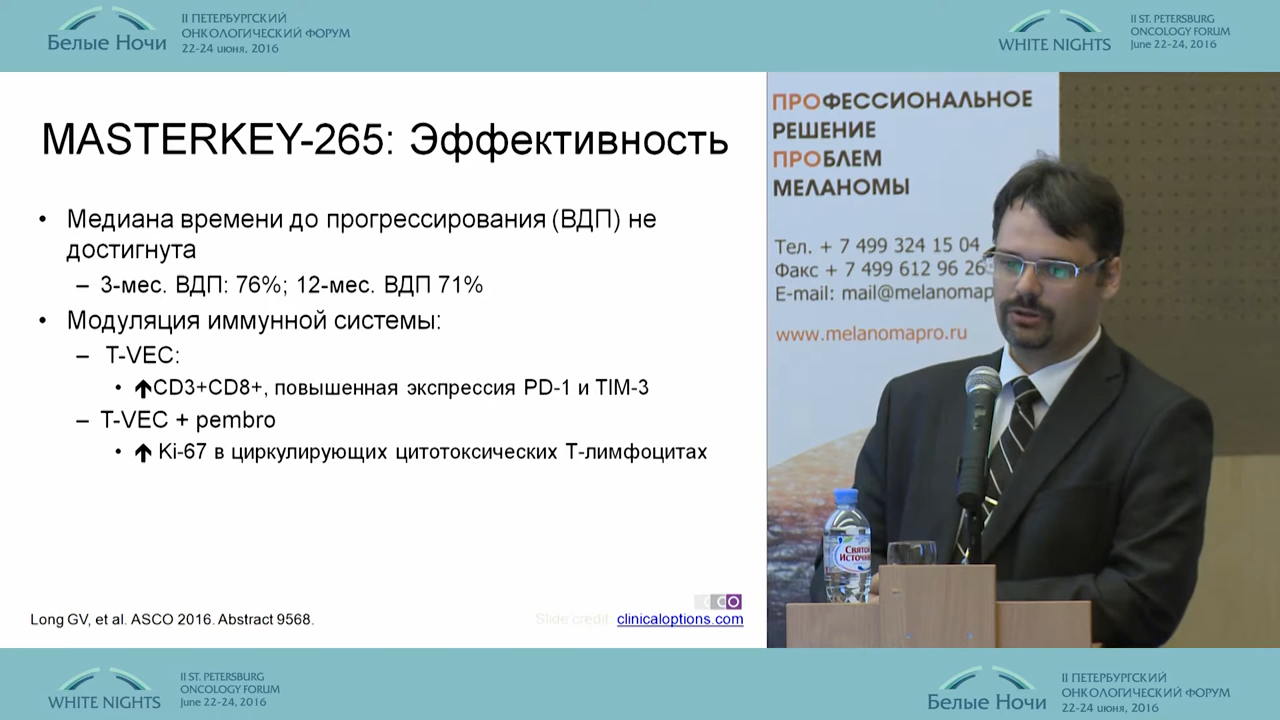 Белые Ночи
II ПЕТЕРБУРГСКИЙ
ОНКОЛОГИЧЕСКИЙ ФОРУМ
22-24 июня, 2016
WHITE NIGHTS
II ST. PETERSBURG
ONCOLOGY FORUM
June 22-24, 2016
MASTERKEY-265: Эффективность
• Медиана времени до прогрессирования (ВДП) не
достигнута
– 3-мес. ВДП: 76%; 12-мес. ВДП 71%
• Модуляция иммунной системы:
– T-VEC:
• 🡹CD3+CD8+, повышенная экспрессия PD-1 и TIM-3
– T-VEC + pembro
• 🡹 Ki-67 в циркулирующих цитотоксических Т-лимфоцитах
Long GV, et al. ASCO 2016. Abstract 9568.
CCO
Slide credit: clinicaloptions.com
ПРОФЕССИОНАЛЬНОЕ
РЕШЕНИЕ
ПРОБЛЕМ
МЕЛАНОМЫ
Тел. + 7 499 324 15 04
Факс + 7 499 612 96 26
E-mail: mail@melanomap
www.melanomapro.ru
Святой
Источник
WHITE NIGHTS
II ST. PETERSBURG
ONCOLOGY FORUM
June 22-24, 2016
Белые Ночи
II ПЕТЕРБУРГСКИЙ
ОНКОЛОГИЧЕСКИЙ ФОРУМ
22-24 июня, 2016